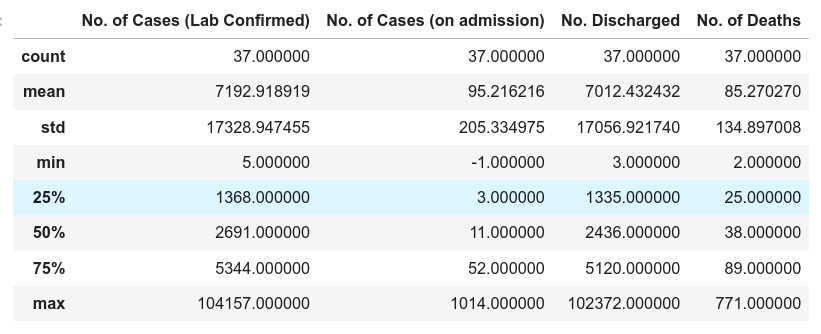 No. of Cases (Lab Confirmed) No. of Cases (on admission) No. Discharged No. of Deaths
count 37.000000 37.000000 37.000000 37.000000
mean 7192.918919 95.216216 7012.432432 85.270270
std 17328.947455 205.334975 17056.921740 134.897008
min 5.000000 -1.000000 3.000000 2.000000
25% 1368.000000 3.000000 1335.000000 25.000000
50% 2691.000000 11.000000 2436.000000 38.000000
75% 5344.000000 52.000000 5120.000000 89.000000
max 104157.000000 1014.000000 102372.000000 771.000000